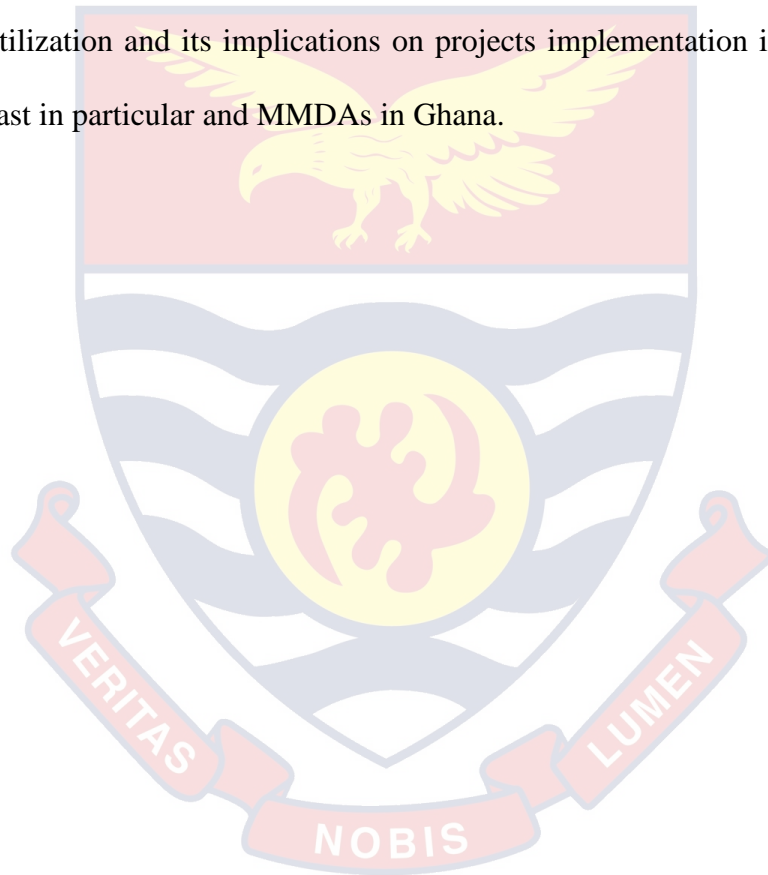 tilization and its implications on projects implementation i
ast in particular and MMDAs in Ghana.
VERITAS
NOBIS
LUMEN